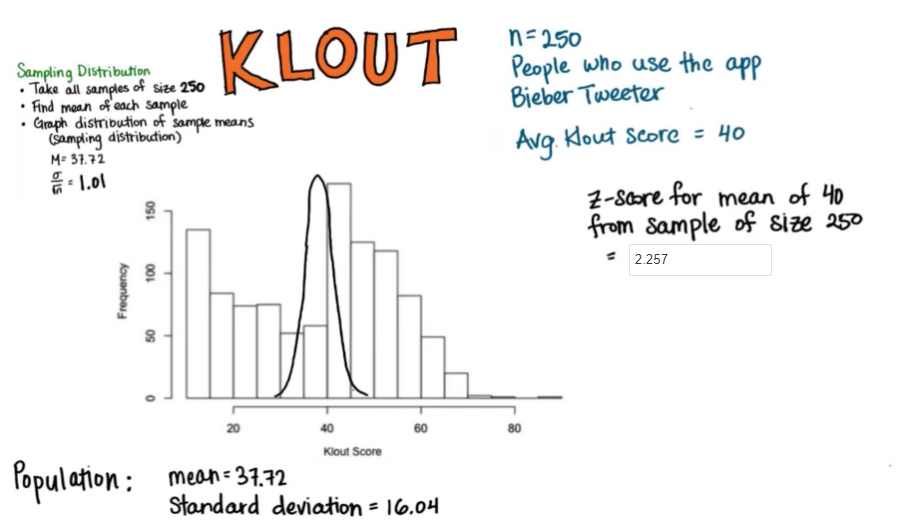 KLOUT
Sampling Distribution
• Take all samples of size 250
• Find mean of each sample
• Graph distribution of sample means
(sampling distribution)
M = 37.72
σ/√n = 1.01
n = 250
People who use the app
Bieber Tweeter
Avg. Klout score = 40
z-score for mean of 40
from sample of size 250
= 2.257
Frequency
150
100
50
0
20 40 60 80
Klout Score
Population: mean = 37.72
Standard deviation = 16.04